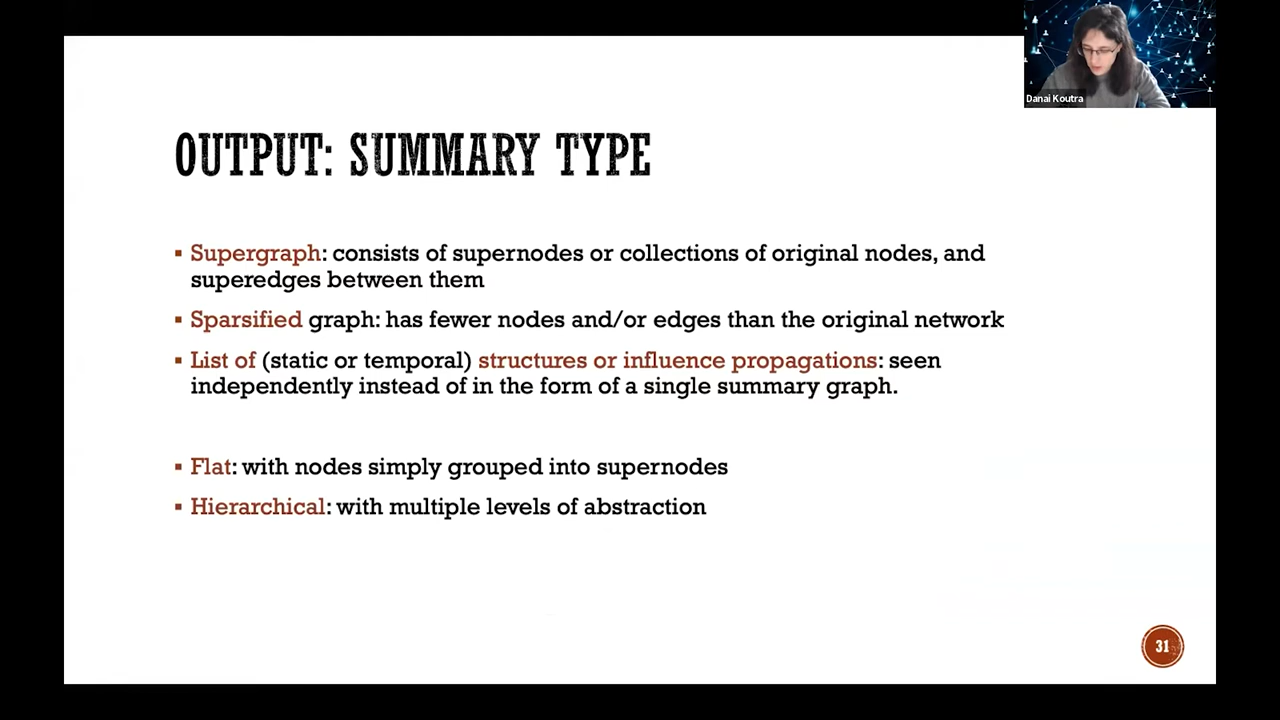 Danai Koutra
OUTPUT: SUMMARY TYPE
▪ Supergraph: consists of supernodes or collections of original nodes, and
superedges between them
▪ Sparsified graph: has fewer nodes and/or edges than the original network
▪ List of (static or temporal) structures or influence propagations: seen
independently instead of in the form of a single summary graph.
▪ Flat: with nodes simply grouped into supernodes
▪ Hierarchical: with multiple levels of abstraction
31